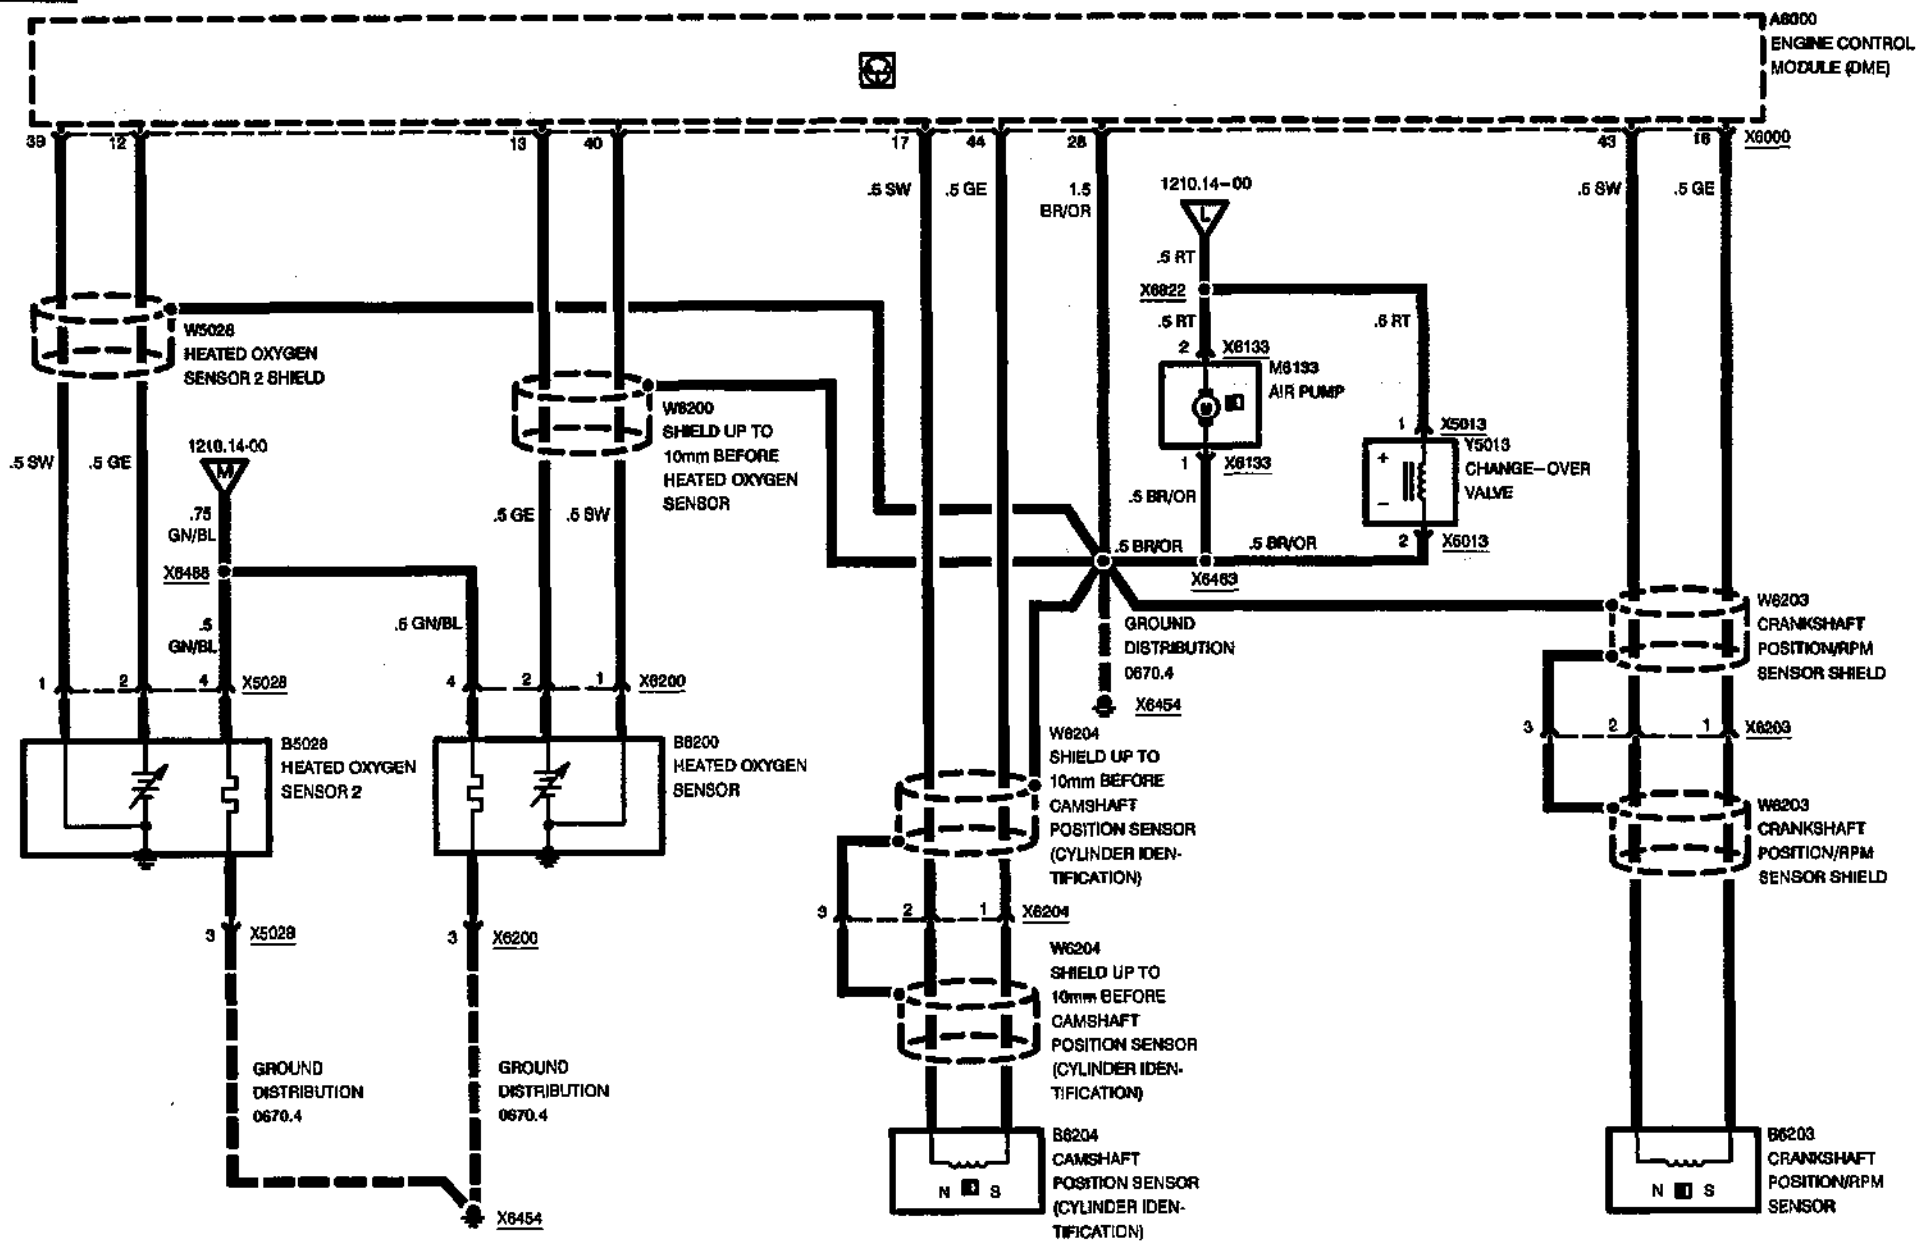 A6000
ENGINE CONTROL
MODULE (DME)
39
12
13
40
17
44
28
43
16
X6000
.5 SW
.5 GE
1.5
BR/OR
1210.14-00
L
.5 RT
X6822
.5 RT
.5 RT
.5 SW
.5 GE
W5028
HEATED OXYGEN
SENSOR 2 SHIELD
2
X6133
M6133
AIR PUMP
M
1
X6133
W6200
SHIELD UP TO
10mm BEFORE
HEATED OXYGEN
SENSOR
1
X5013
Y5013
CHANGE-OVER
VALVE
+
-
2
X5013
.5 SW
.5 GE
1210.14-00
M
.75
GN/BL
X6488
.5
GN/BL
.5 GN/BL
.5 GE
.5 SW
.5 BR/OR
.5 BR/OR
.5 BR/OR
X6463
GROUND
DISTRIBUTION
0670.4
X6454
W6203
CRANKSHAFT
POSITION/RPM
SENSOR SHIELD
1
2
4
X5028
4
2
1
X6200
B5028
HEATED OXYGEN
SENSOR 2
B6200
HEATED OXYGEN
SENSOR
W6204
SHIELD UP TO
10mm BEFORE
CAMSHAFT
POSITION SENSOR
(CYLINDER IDEN-
TIFICATION)
3
2
1
X6203
W6203
CRANKSHAFT
POSITION/RPM
SENSOR SHIELD
3
X5028
3
X6200
3
2
1
X6204
W6204
SHIELD UP TO
10mm BEFORE
CAMSHAFT
POSITION SENSOR
(CYLINDER IDEN-
TIFICATION)
GROUND
DISTRIBUTION
0670.4
GROUND
DISTRIBUTION
0670.4
X6454
B6204
CAMSHAFT
POSITION SENSOR
(CYLINDER IDEN-
TIFICATION)
N S
B6203
CRANKSHAFT
POSITION/RPM
SENSOR
N S